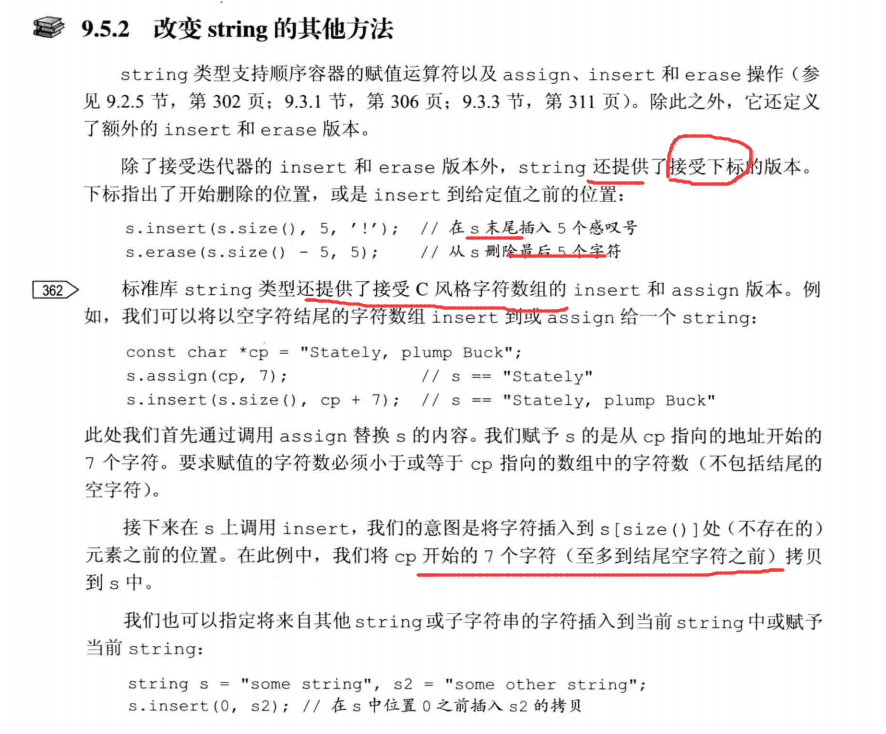 9.5.2 改变 string 的其他方法
string 类型支持顺序容器的赋值运算符以及 assign、insert 和 erase 操作（参
见 9.2.5 节，第 302 页；9.3.1 节，第 306 页；9.3.3 节，第 311 页）。除此之外，它还定义
了额外的 insert 和 erase 版本。
除了接受迭代器的 insert 和 erase 版本外，string 还提供了接受下标的版本。
下标指出了开始删除的位置，或是 insert 到给定值之前的位置：
s.insert(s.size(), 5, '!'); // 在 s 末尾插入 5 个感叹号
s.erase(s.size() - 5, 5); // 从 s 删除最后 5 个字符
362 标准库 string 类型还提供了接受 C 风格字符数组的 insert 和 assign 版本。例
如，我们可以将以空字符结尾的字符数组 insert 到或 assign 给一个 string：
const char *cp = "Stately, plump Buck";
s.assign(cp, 7); // s == "Stately"
s.insert(s.size(), cp + 7); // s == "Stately, plump Buck"
此处我们首先通过调用 assign 替换 s 的内容。我们赋予 s 的是从 cp 指向的地址开始的
7 个字符。要求赋值的字符数必须小于或等于 cp 指向的数组中的字符数（不包括结尾的
空字符）。
接下来在 s 上调用 insert，我们的意图是将字符插入到 s[size()]处（不存在的）
元素之前的位置。在此例中，我们将 cp 开始的 7 个字符（至多到结尾空字符之前）拷贝
到 s 中。
我们也可以指定将来自其他 string 或子字符串的字符插入到当前 string 中或赋予
当前 string：
string s = "some string", s2 = "some other string";
s.insert(0, s2); // 在 s 中位置 0 之前插入 s2 的拷贝